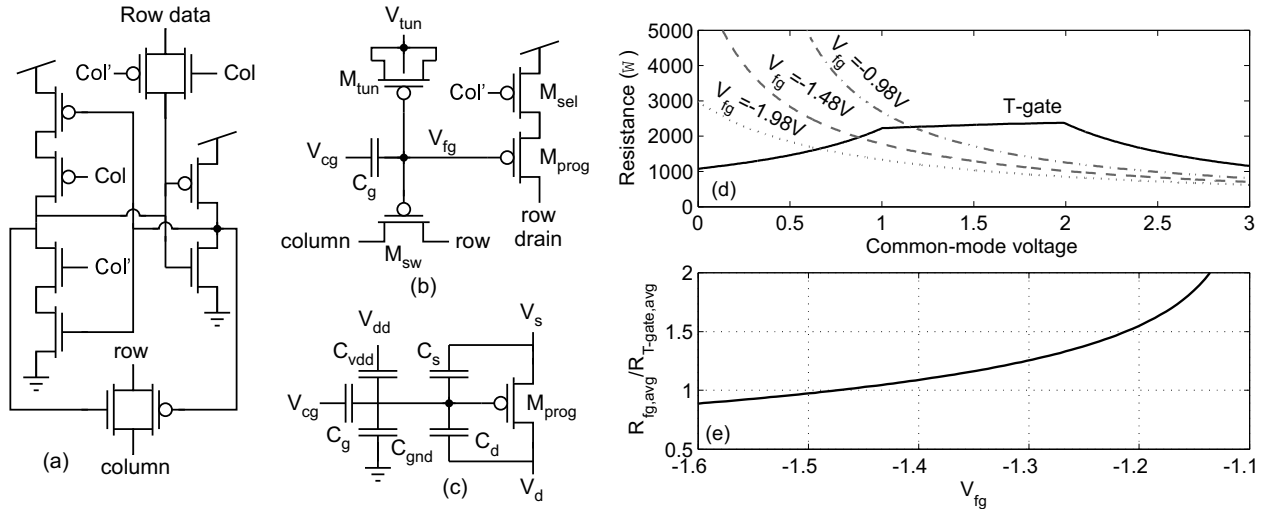 Row data
Col'
Col
Col
Col'
row
column
(a)
V_tun
M_tun
Col'
M_sel
V_cg
V_fg
C_g
M_prog
column
row
row
drain
M_sw
(b)
V_dd
V_s
C_vdd
C_s
V_cg
M_prog
C_g
C_gnd
C_d
V_d
(c)
Resistance (W)
5000
4000
3000
2000
1000
0
V_fg=-0.98V
V_fg=-1.48V
V_fg=-1.98V
T-gate
(d)
0 0.5 1 1.5 2 2.5 3
Common-mode voltage
R_fg,avg/R_T-gate,avg
2
1.5
1
0.5
(e)
-1.6 -1.5 -1.4 -1.3 -1.2 -1.1
V_fg